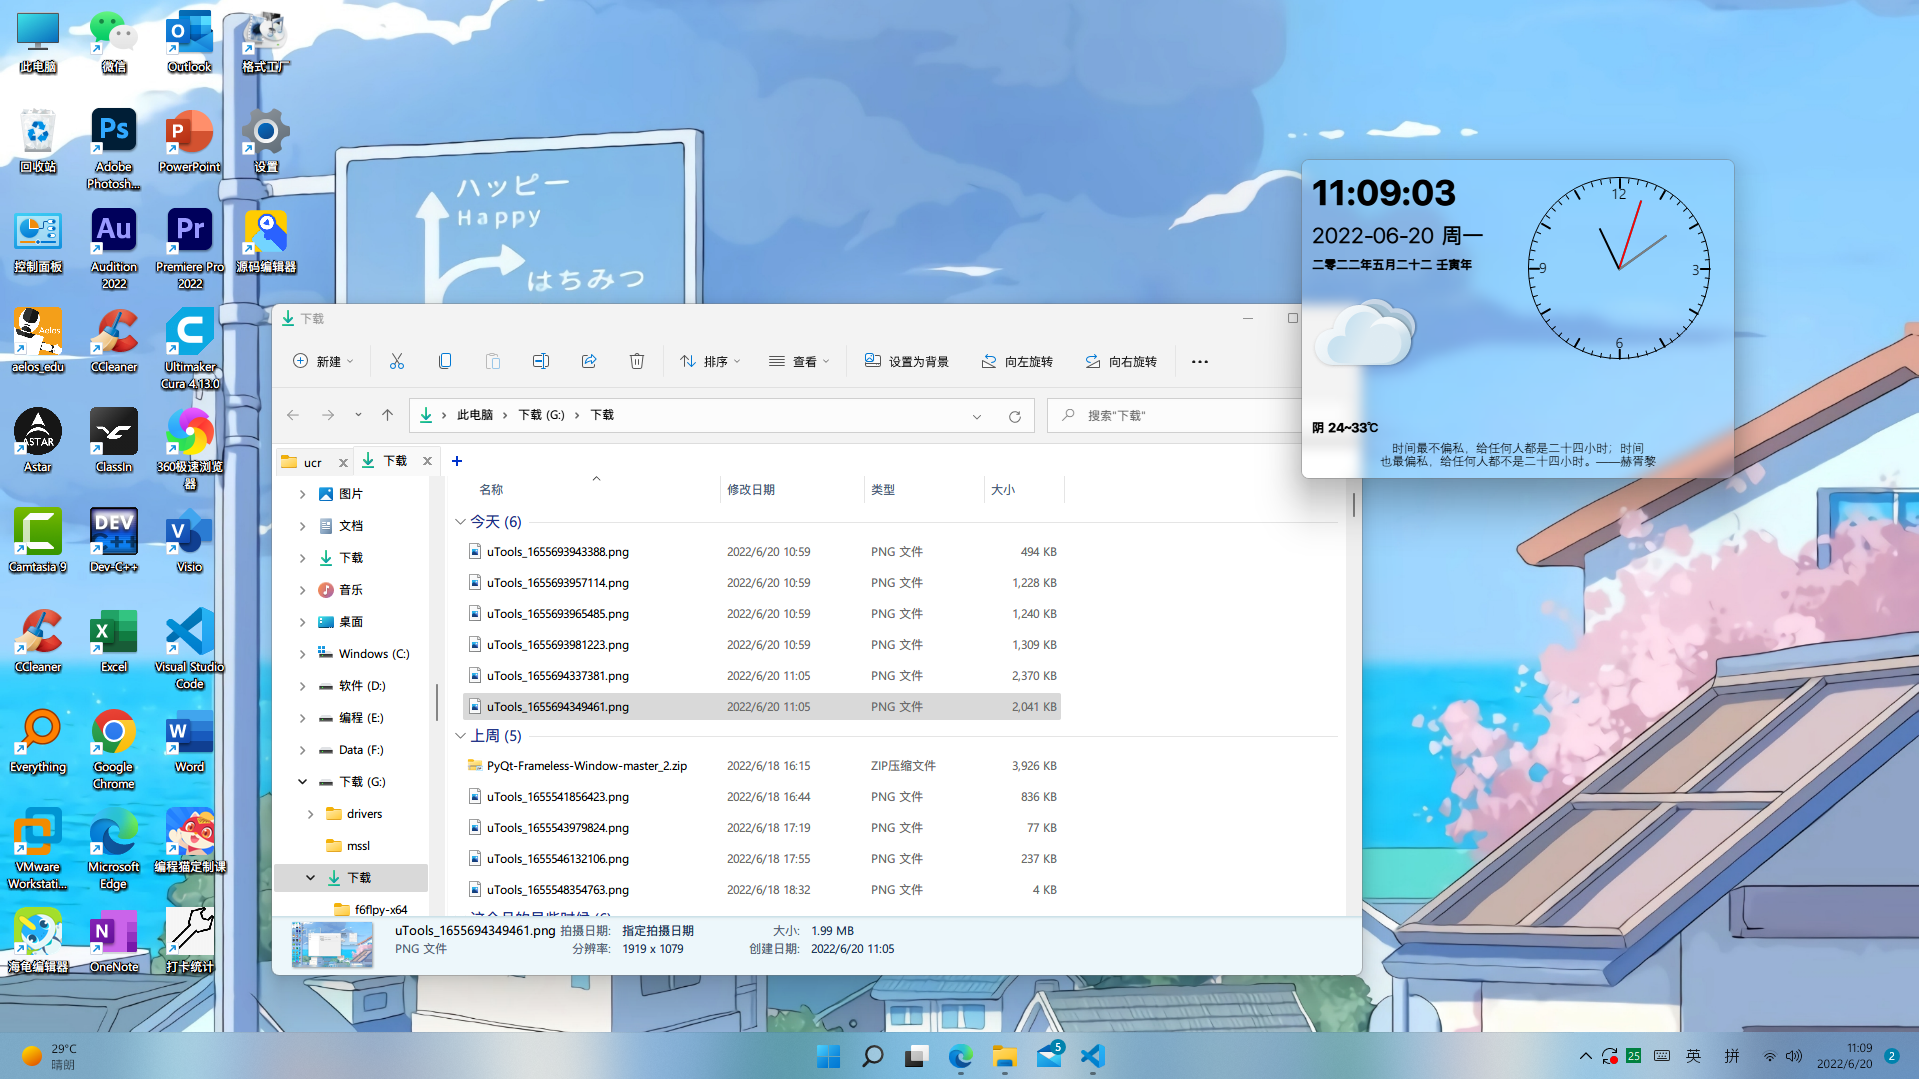 此电脑
微信
Outlook
格式工厂
回收站
Adobe
Photosh...
PowerPoint
设置
控制面板
Audition
2022
Premiere Pro
2022
源码编辑器
aelos_edu
CCleaner
Ultimaker
Cura 4.13.0
Astar
ClassIn
360极速浏览
器
Camtasia 9
Dev-C++
Visio
CCleaner
Excel
Visual Studio
Code
Everything
Google
Chrome
Word
VMware
Workstati...
Microsoft
Edge
编程猫定制课
海龟编辑器
OneNote
打卡统计
ハッピー
Happy
はちみつ
下载
新建
排序
查看
设置为背景
向左旋转
向右旋转
此电脑 > 下载 (G:) > 下载
搜索"下载"
ucr
下载
图片
文档
下载
音乐
桌面
Windows (C:)
软件 (D:)
编程 (E:)
Data (F:)
下载 (G:)
drivers
mssl
下载
f6flpy-x64
名称 修改日期 类型 大小
今天 (6)
uTools_1655693943388.png 2022/6/20 10:59 PNG 文件 494 KB
uTools_1655693957114.png 2022/6/20 10:59 PNG 文件 1,228 KB
uTools_1655693965485.png 2022/6/20 10:59 PNG 文件 1,240 KB
uTools_1655693981223.png 2022/6/20 10:59 PNG 文件 1,309 KB
uTools_1655694337381.png 2022/6/20 11:05 PNG 文件 2,370 KB
uTools_1655694349461.png 2022/6/20 11:05 PNG 文件 2,041 KB
上周 (5)
PyQt-Frameless-Window-master_2.zip 2022/6/18 16:15 ZIP压缩文件 3,926 KB
uTools_1655541856423.png 2022/6/18 16:44 PNG 文件 836 KB
uTools_1655543979824.png 2022/6/18 17:19 PNG 文件 77 KB
uTools_1655546132106.png 2022/6/18 17:55 PNG 文件 237 KB
uTools_1655548354763.png 2022/6/18 18:32 PNG 文件 4 KB
uTools_1655694349461.png 拍摄日期: 指定拍摄日期 大小: 1.99 MB
PNG 文件 分辨率: 1919 x 1079 创建日期: 2022/6/20 11:05
11:09:03
2022-06-20 周一
二零二二年五月二十二 壬寅年
12
3
6
9
阴 24~33℃
时间最不偏私，给任何人都是二十四小时；时间
也最偏私，给任何人都不是二十四小时。——赫胥黎
29°C
晴朗
5
25
英
拼
11:09
2022/6/20
2